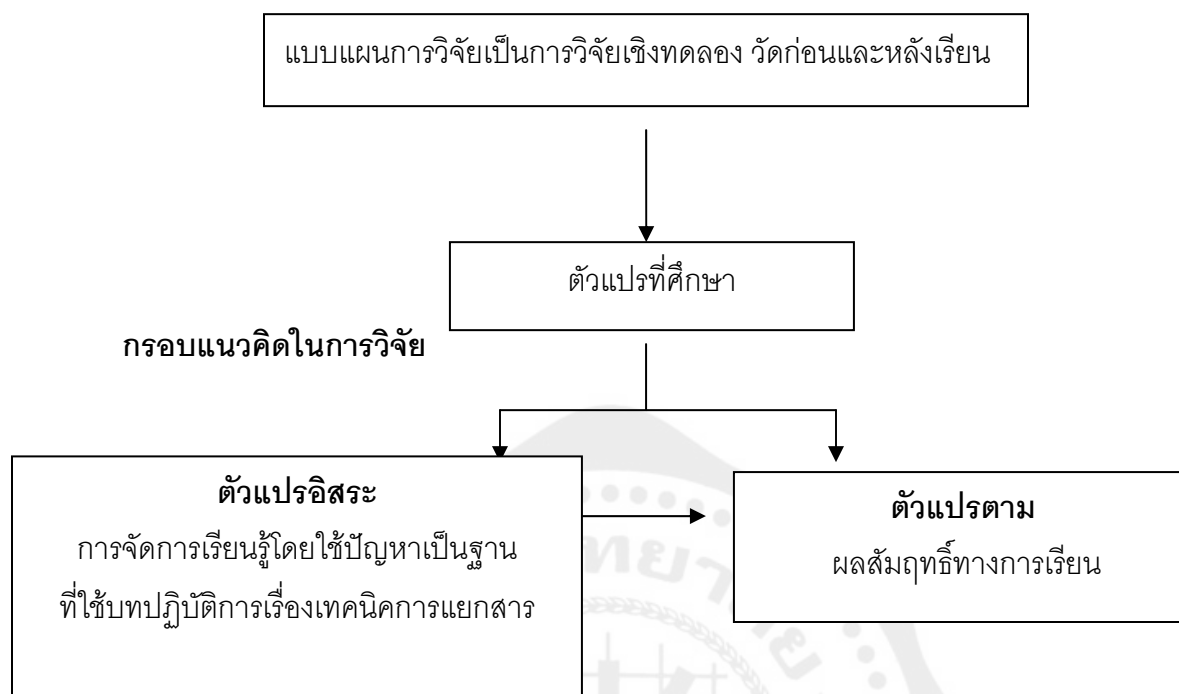 แบบแผนการวิจัยเป็นการวิจัยเชิงทดลอง วัดก่อนและหลังเรียน
ตัวแปรที่ศึกษา
กรอบแนวคิดในการวิจัย
ตัวแปรอิสระ
การจัดการเรียนรู้โดยใช้ปัญหาเป็นฐาน
ที่ใช้บทปฏิบัติการเรื่องเทคนิคการแยกสาร
ตัวแปรตาม
ผลสัมฤทธิ์ทางการเรียน